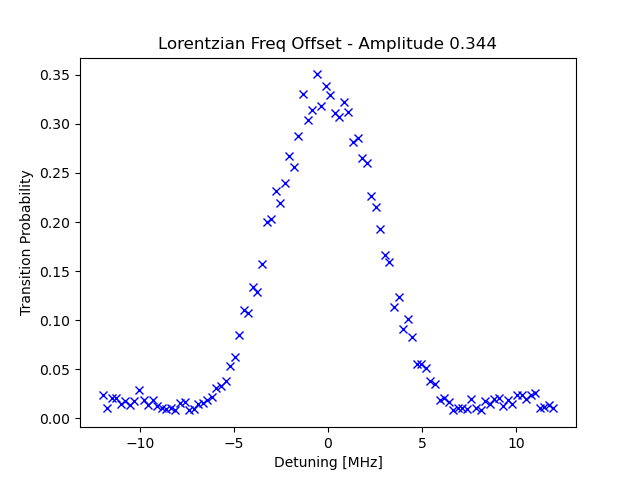 Lorentzian Freq Offset - Amplitude 0.344
0.35
0.30
0.25
0.20
0.15
0.10
0.05
0.00
Transition Probability
−10 −5 0 5 10
Detuning [MHz]